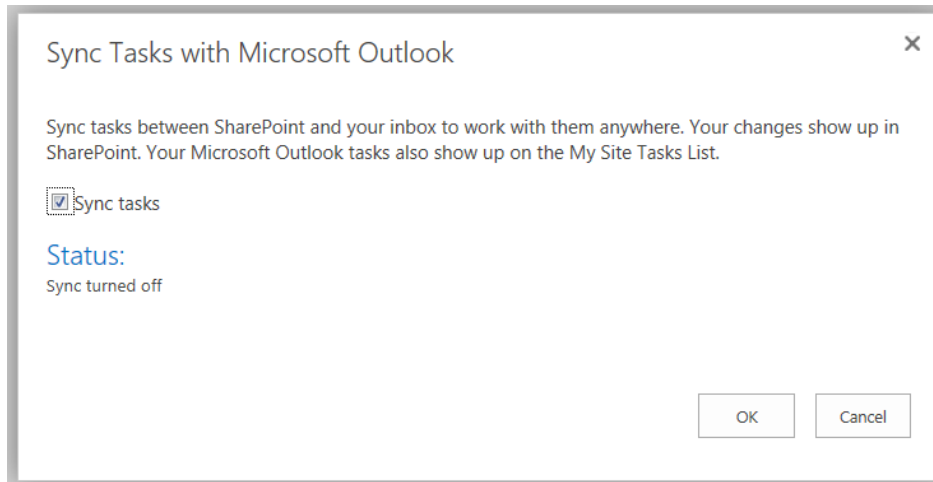 Sync Tasks with Microsoft Outlook
Sync tasks between SharePoint and your inbox to work with them anywhere. Your changes show up in
SharePoint. Your Microsoft Outlook tasks also show up on the My Site Tasks List.
Sync tasks
Status:
Sync turned off
OK
Cancel